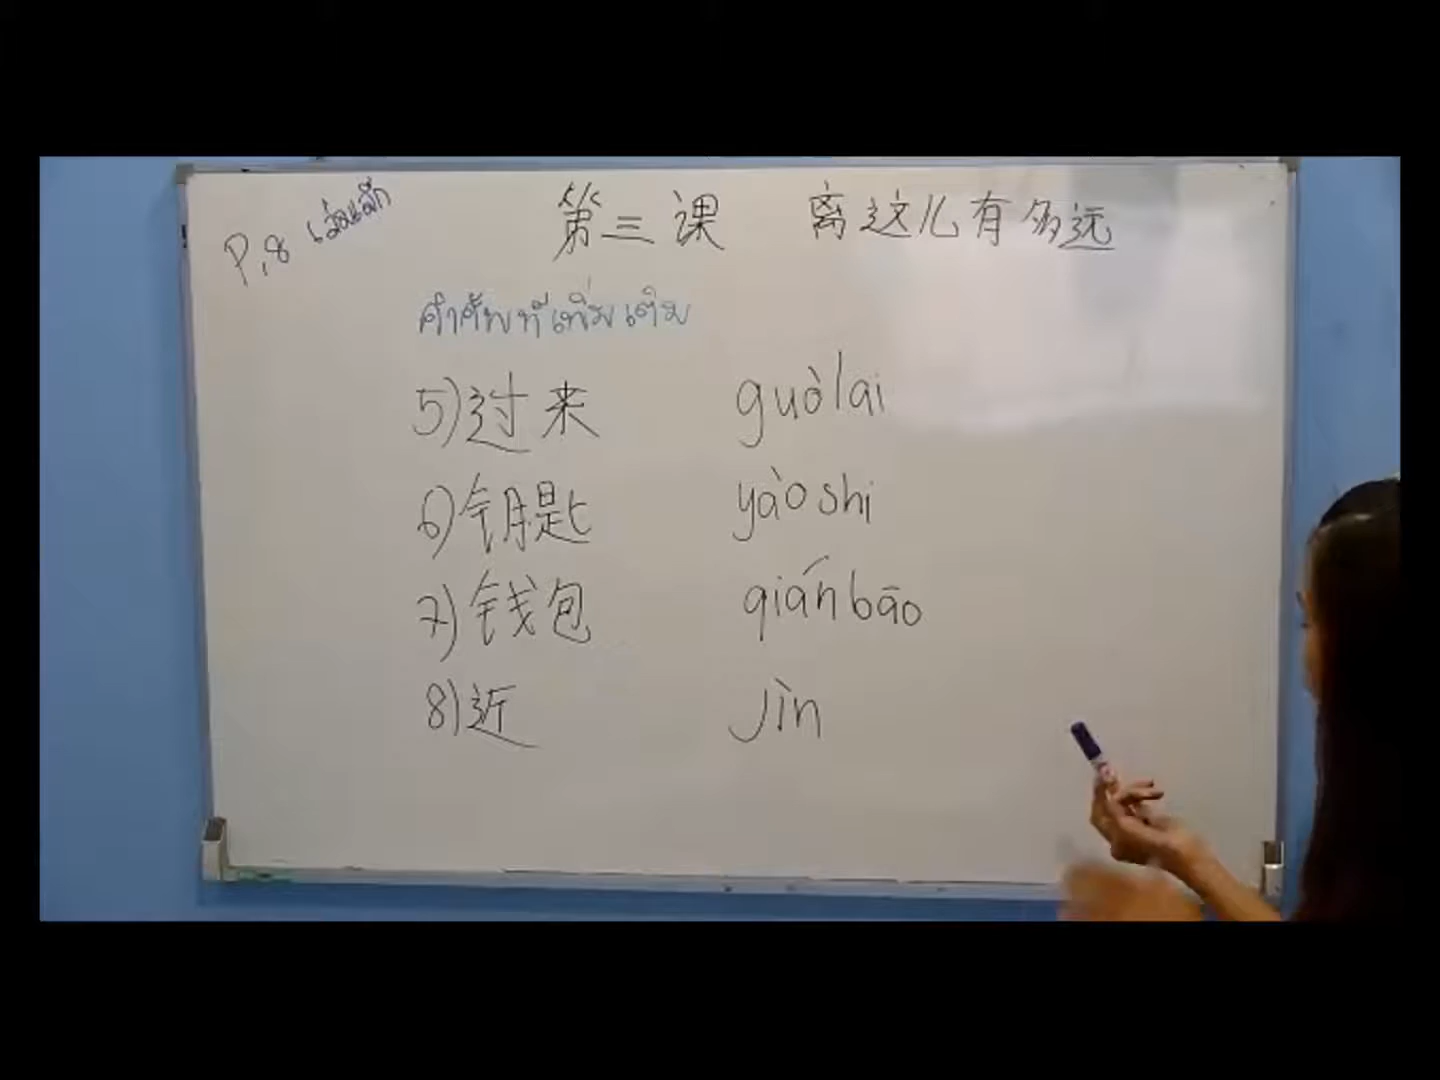 P.8 เล่มเล็ก
第三课 离这儿有多远
คำศัพท์เพิ่มเติม
5) 过来 guòlai
6) 钥匙 yàoshi
7) 钱包 qiánbāo
8) 近 jìn